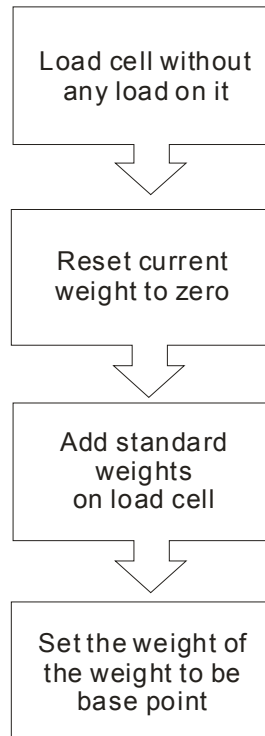 Load cell without
any load on it
Reset current
weight to zero
Add standard
weights
on load cell
Set the weight of
the weight to be
base point